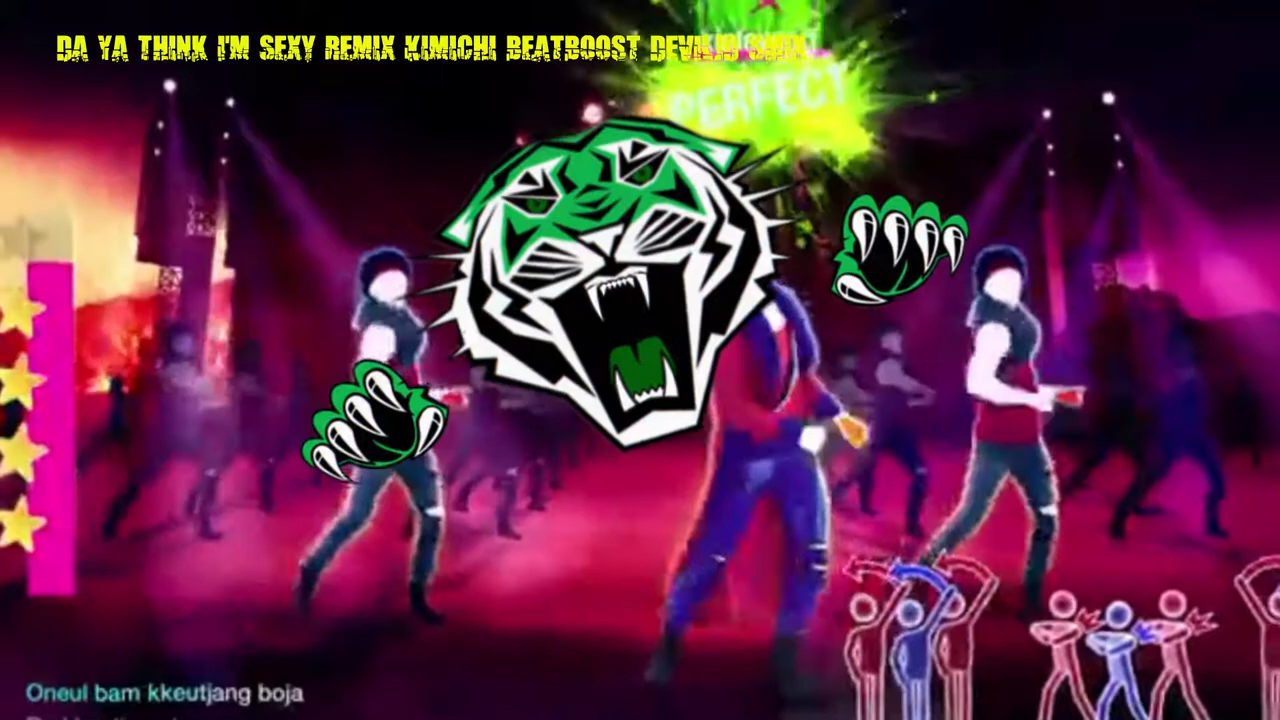 DA YA THINK I'M SEXY REMIX KIMICHI BEATBOOST
PERFECT
Oneul bam kkeutjang boja